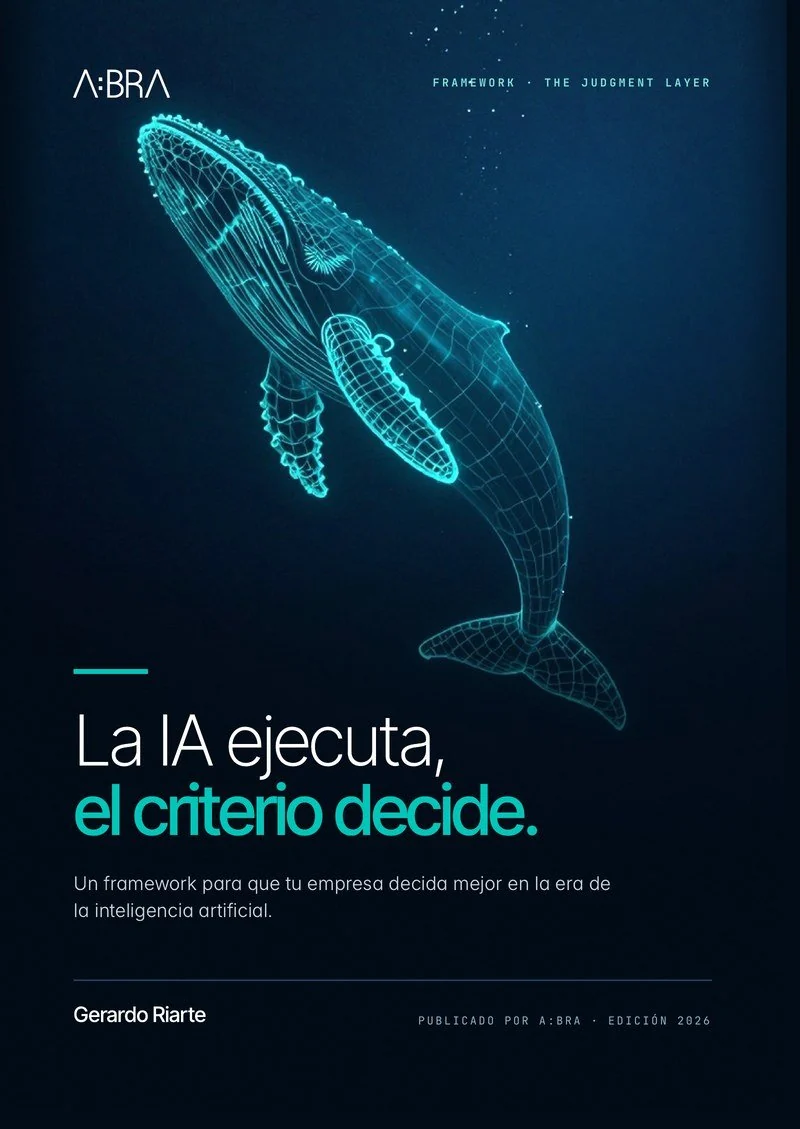 A:BRA
FRAMEWORK · THE JUDGMENT LAYER
La IA ejecuta,
el criterio decide.
Un framework para que tu empresa decida mejor en la era de
la inteligencia artificial.
Gerardo Riarte
PUBLICADO POR A:BRA · EDICIÓN 2026